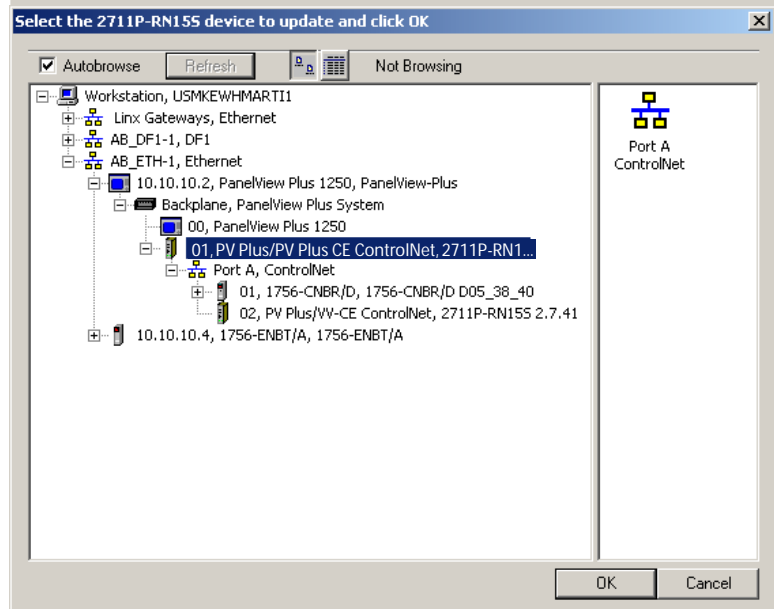 Select the 2711P-RN15S device to update and click OK
Autobrowse
Refresh
Not Browsing
Workstation, USMKEWHMARTI1
Linx Gateways, Ethernet
AB_DF1-1, DF1
AB_ETH-1, Ethernet
10.10.10.2, PanelView Plus 1250, PanelView-Plus
Backplane, PanelView Plus System
00, PanelView Plus 1250
01, PV Plus/PV Plus CE ControlNet, 2711P-RN1...
Port A, ControlNet
01, 1756-CNBR/D, 1756-CNBR/D D05_38_40
02, PV Plus/VV-CE ControlNet, 2711P-RN15S 2.7.41
10.10.10.4, 1756-ENBT/A, 1756-ENBT/A
Port A
ControlNet
OK
Cancel